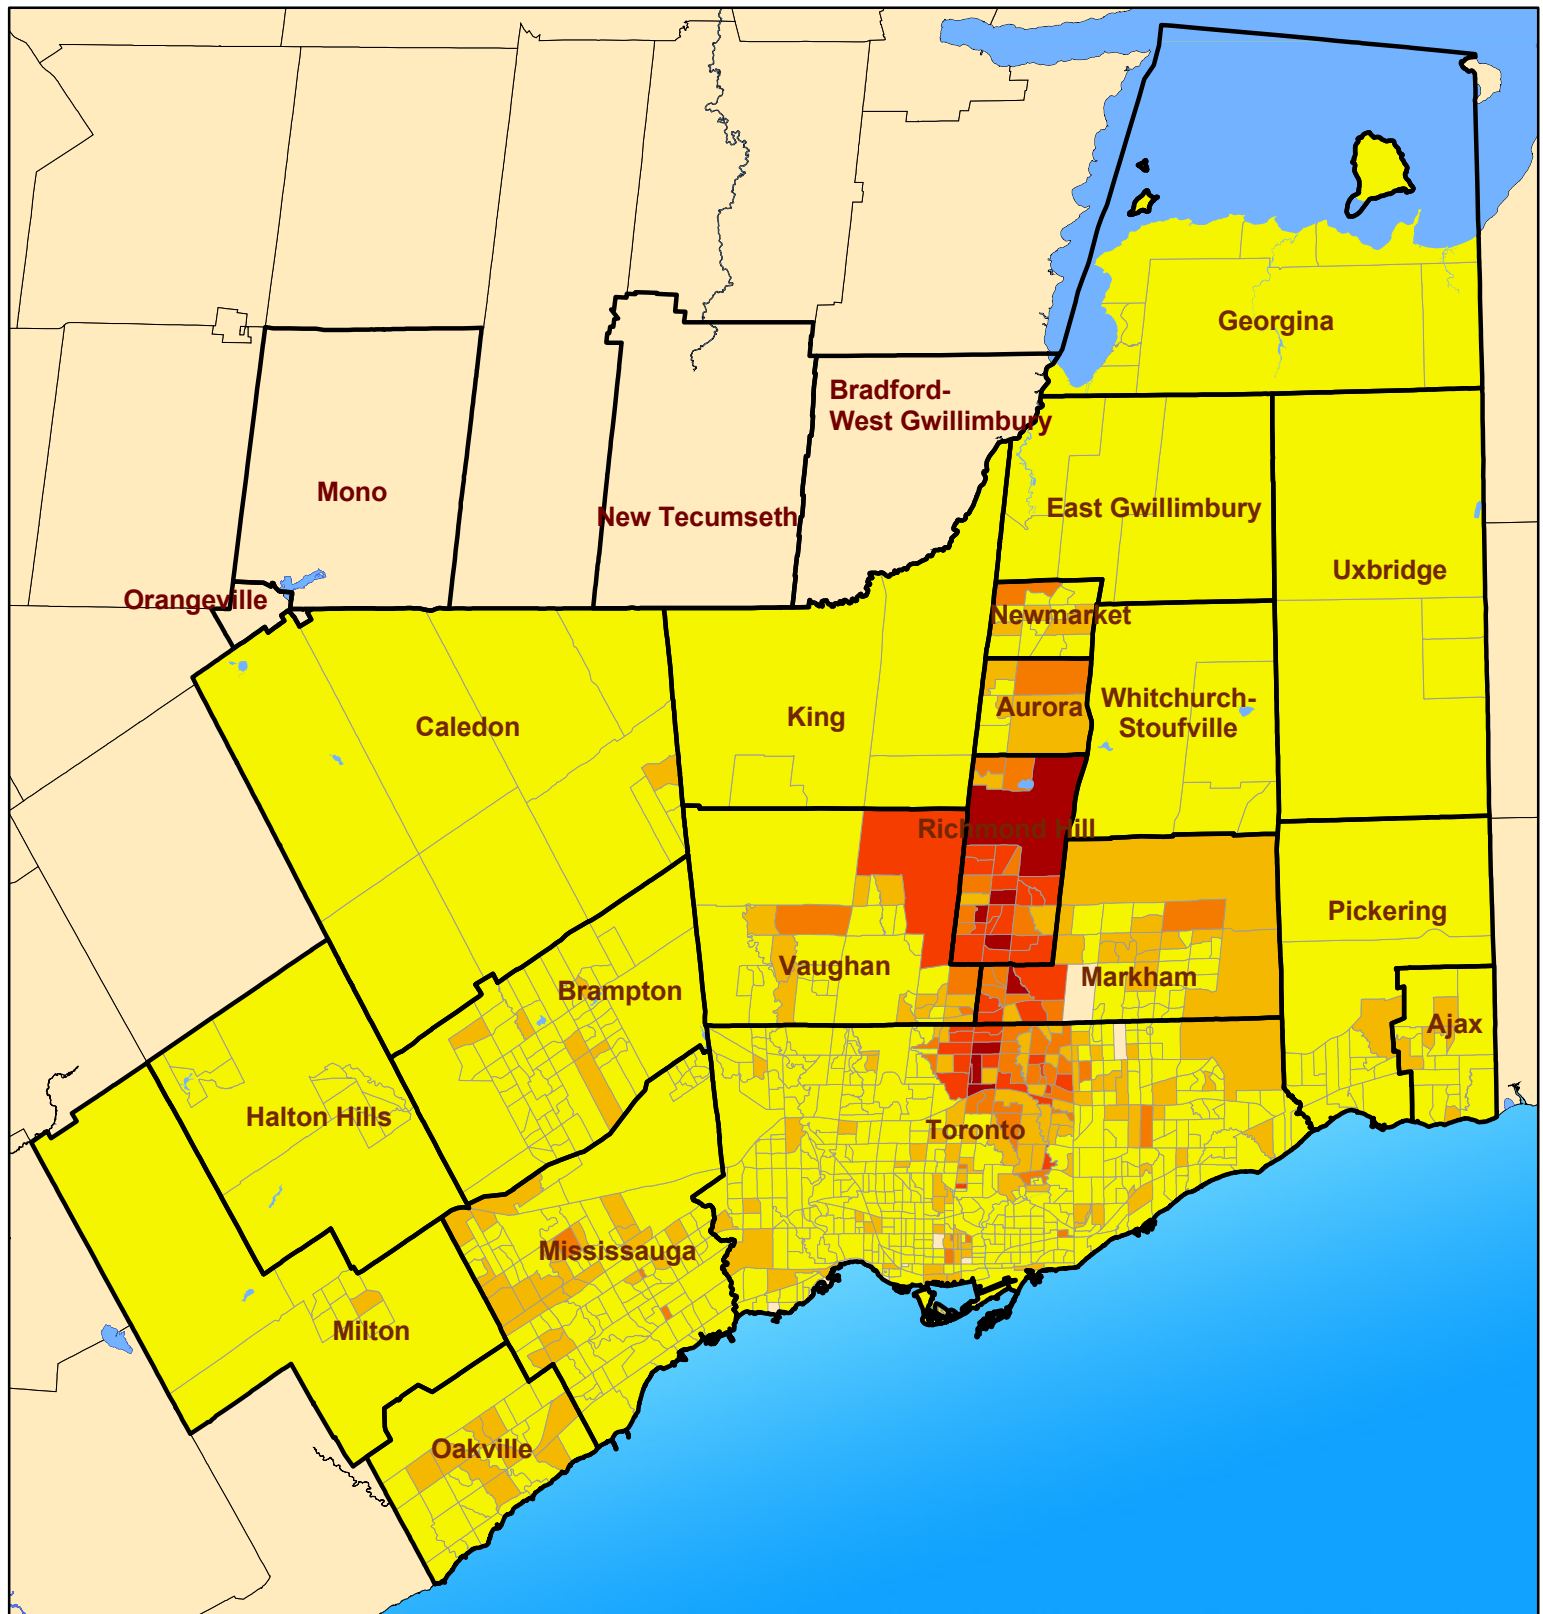 Georgina
Bradford-
West Gwillimbury
Mono
New Tecumseth
East Gwillimbury
Uxbridge
Orangeville
Newmarket
Caledon
King
Aurora
Whitchurch-
Stoufville
Richmond Hill
Pickering
Vaughan
Markham
Brampton
Ajax
Halton Hills
Toronto
Mississauga
Milton
Oakville